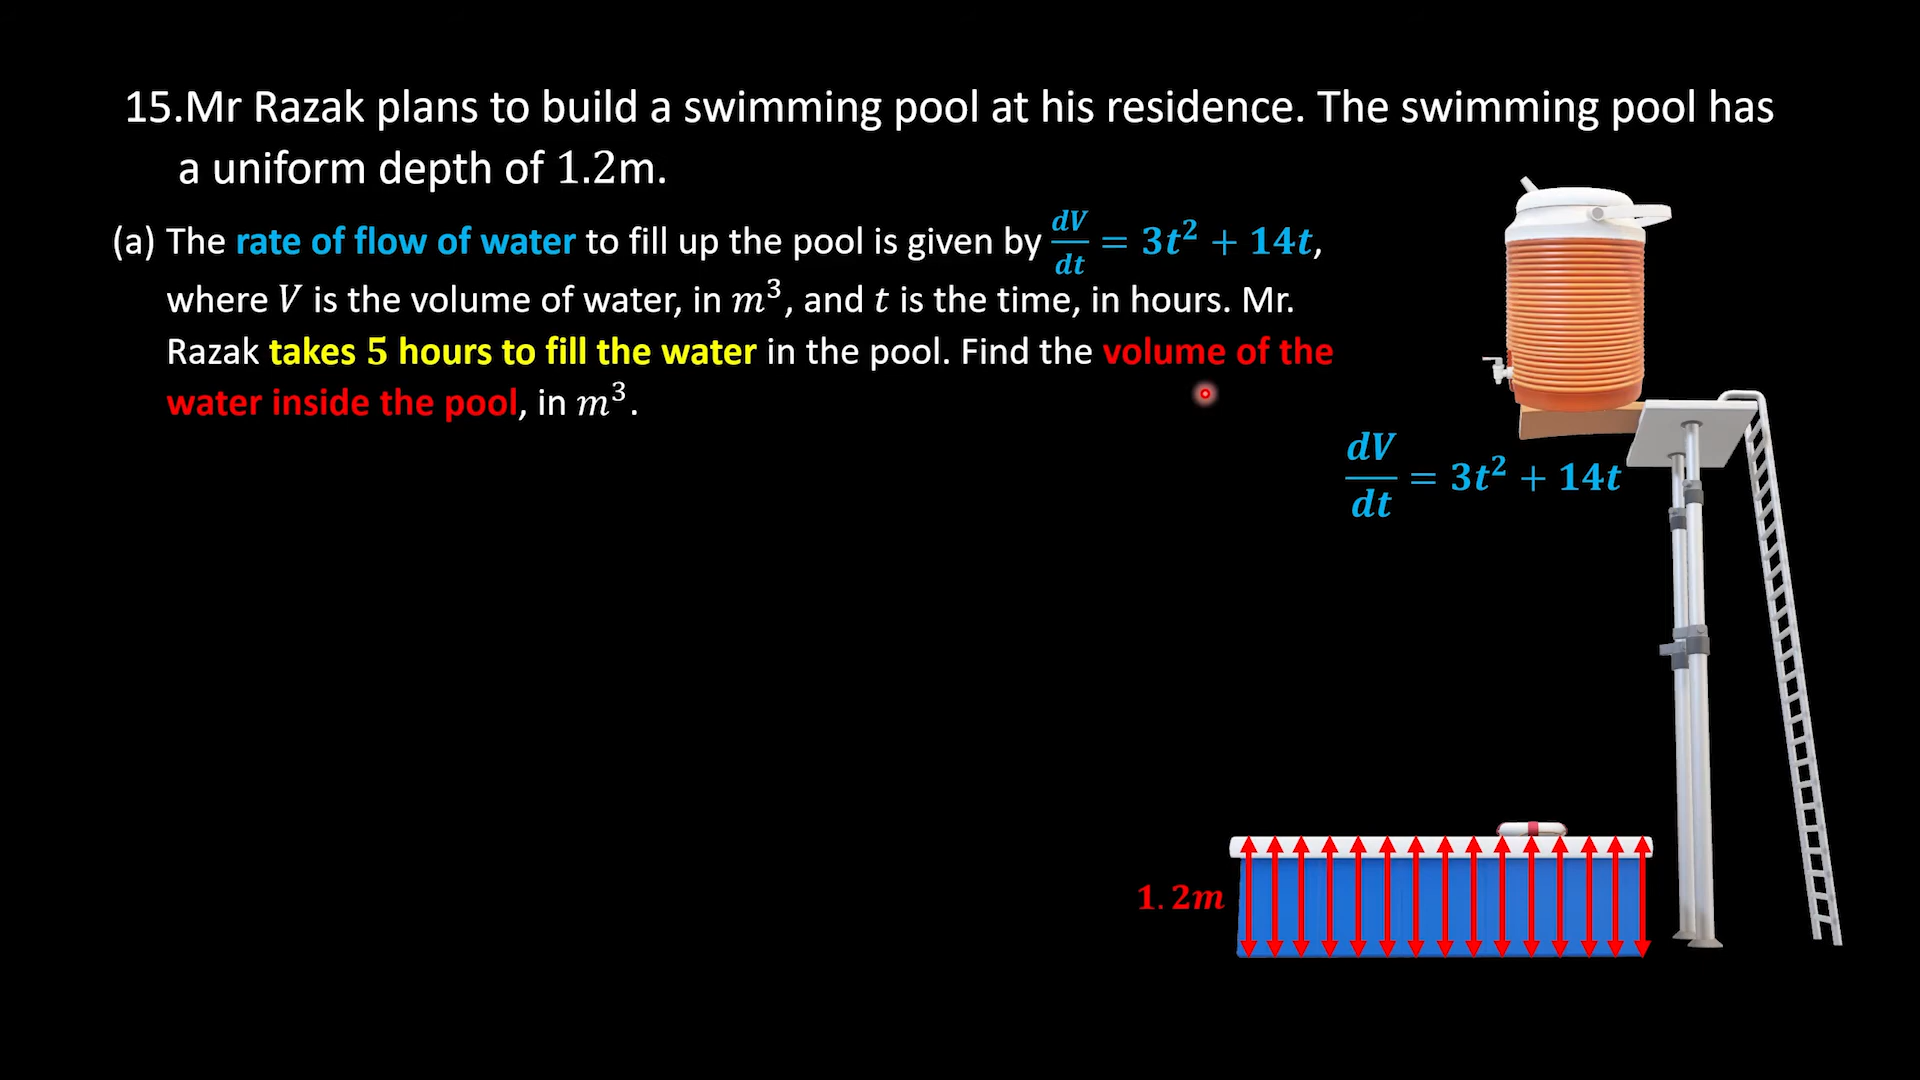 15.Mr Razak plans to build a swimming pool at his residence. The swimming pool has
a uniform depth of 1.2m.
(a) The rate of flow of water to fill up the pool is given by dV/dt = 3t² + 14t,
where V is the volume of water, in m³, and t is the time, in hours. Mr.
Razak takes 5 hours to fill the water in the pool. Find the volume of the
water inside the pool, in m³.
dV/dt = 3t² + 14t
1.2m